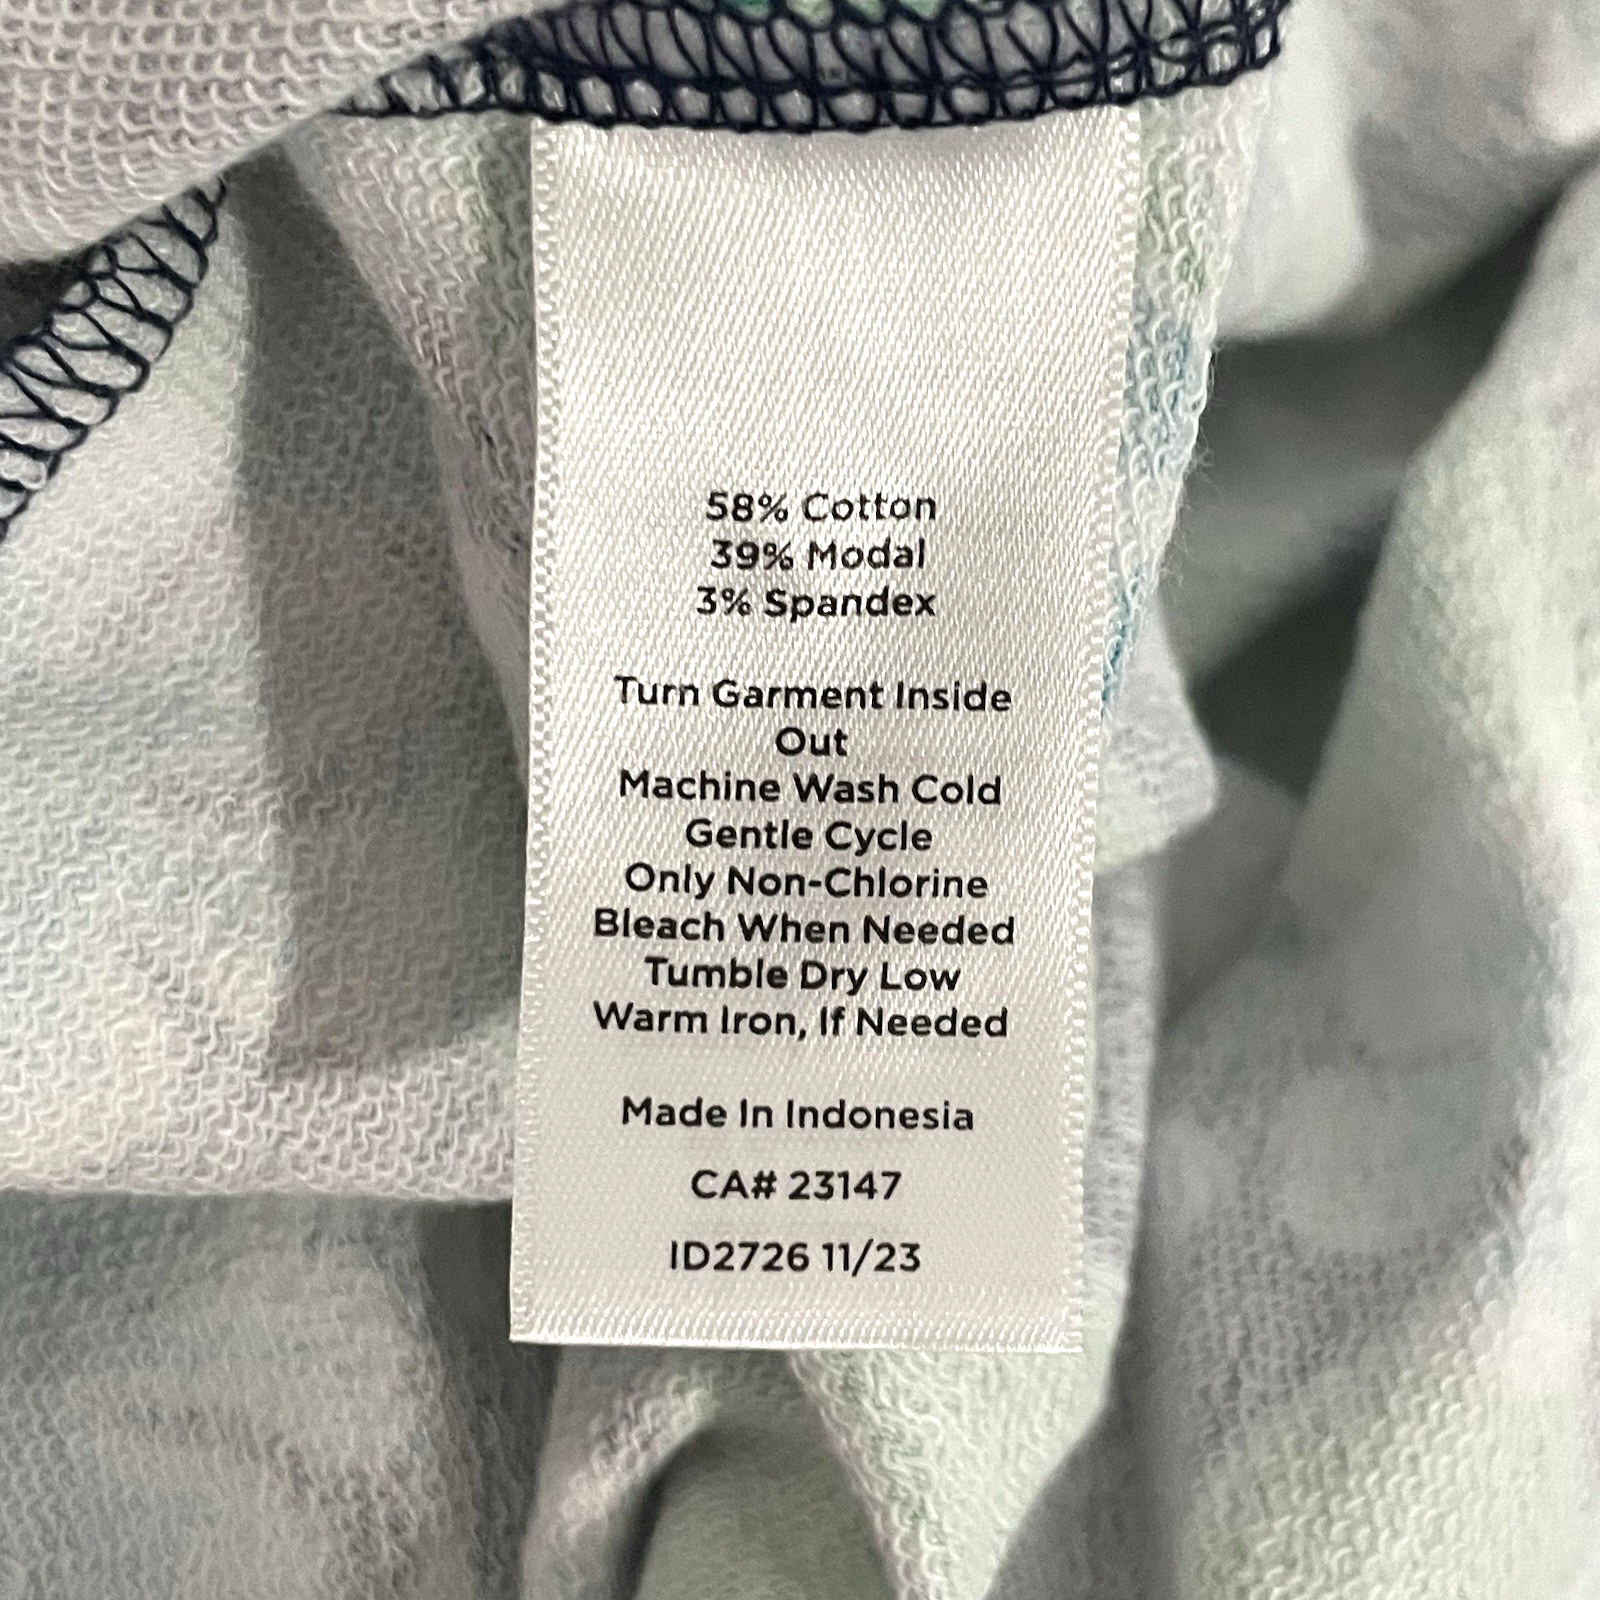 58% Cotton
39% Modal
3% Spandex
Turn Garment Inside
Out
Machine Wash Cold
Gentle Cycle
Only Non-Chlorine
Bleach When Needed
Tumble Dry Low
Warm Iron, If Needed
Made In Indonesia
CA# 23147
ID2726 11/23